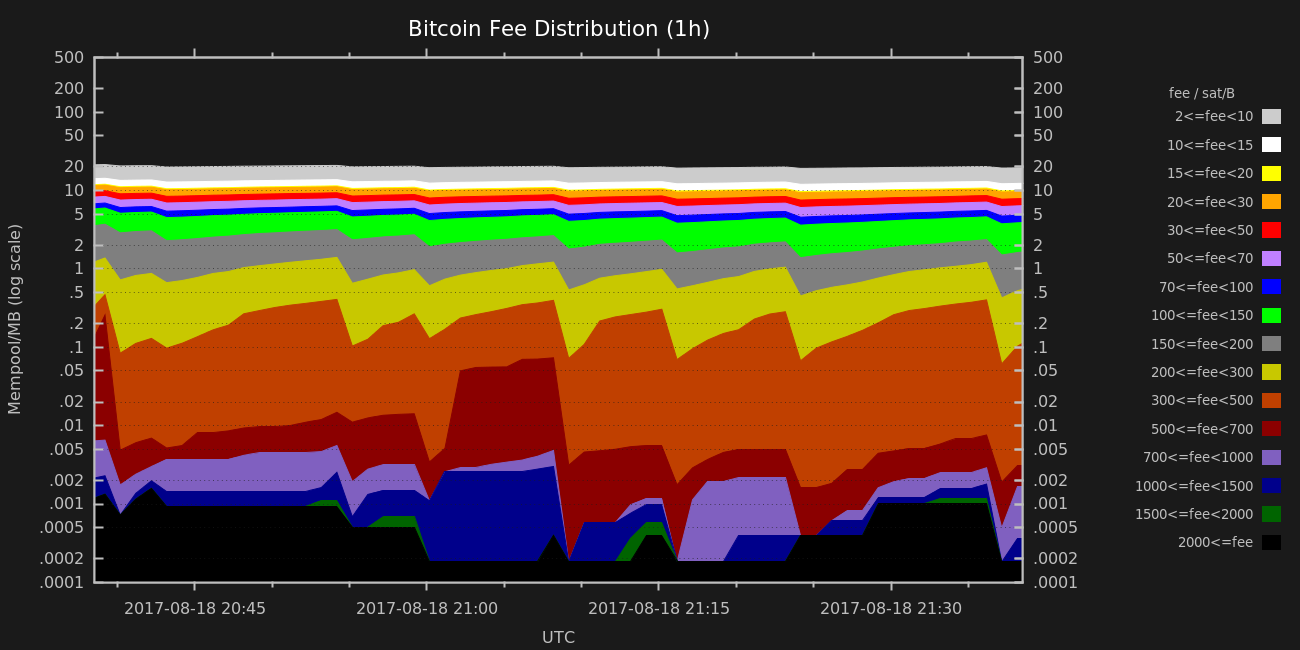 Bitcoin Fee Distribution (1h)
500
200
100
50
20
10
5
2
1
.5
.2
.1
.05
.02
.01
.005
.002
.001
.0005
.0002
.0001
Mempool/MB (log scale)
500
200
100
50
20
10
5
2
1
.5
.2
.1
.05
.02
.01
.005
.002
.001
.0005
.0002
.0001
2017-08-18 20:45
2017-08-18 21:00
2017-08-18 21:15
2017-08-18 21:30
UTC
fee / sat/B
2<=fee<10
10<=fee<15
15<=fee<20
20<=fee<30
30<=fee<50
50<=fee<70
70<=fee<100
100<=fee<150
150<=fee<200
200<=fee<300
300<=fee<500
500<=fee<700
700<=fee<1000
1000<=fee<1500
1500<=fee<2000
2000<=fee